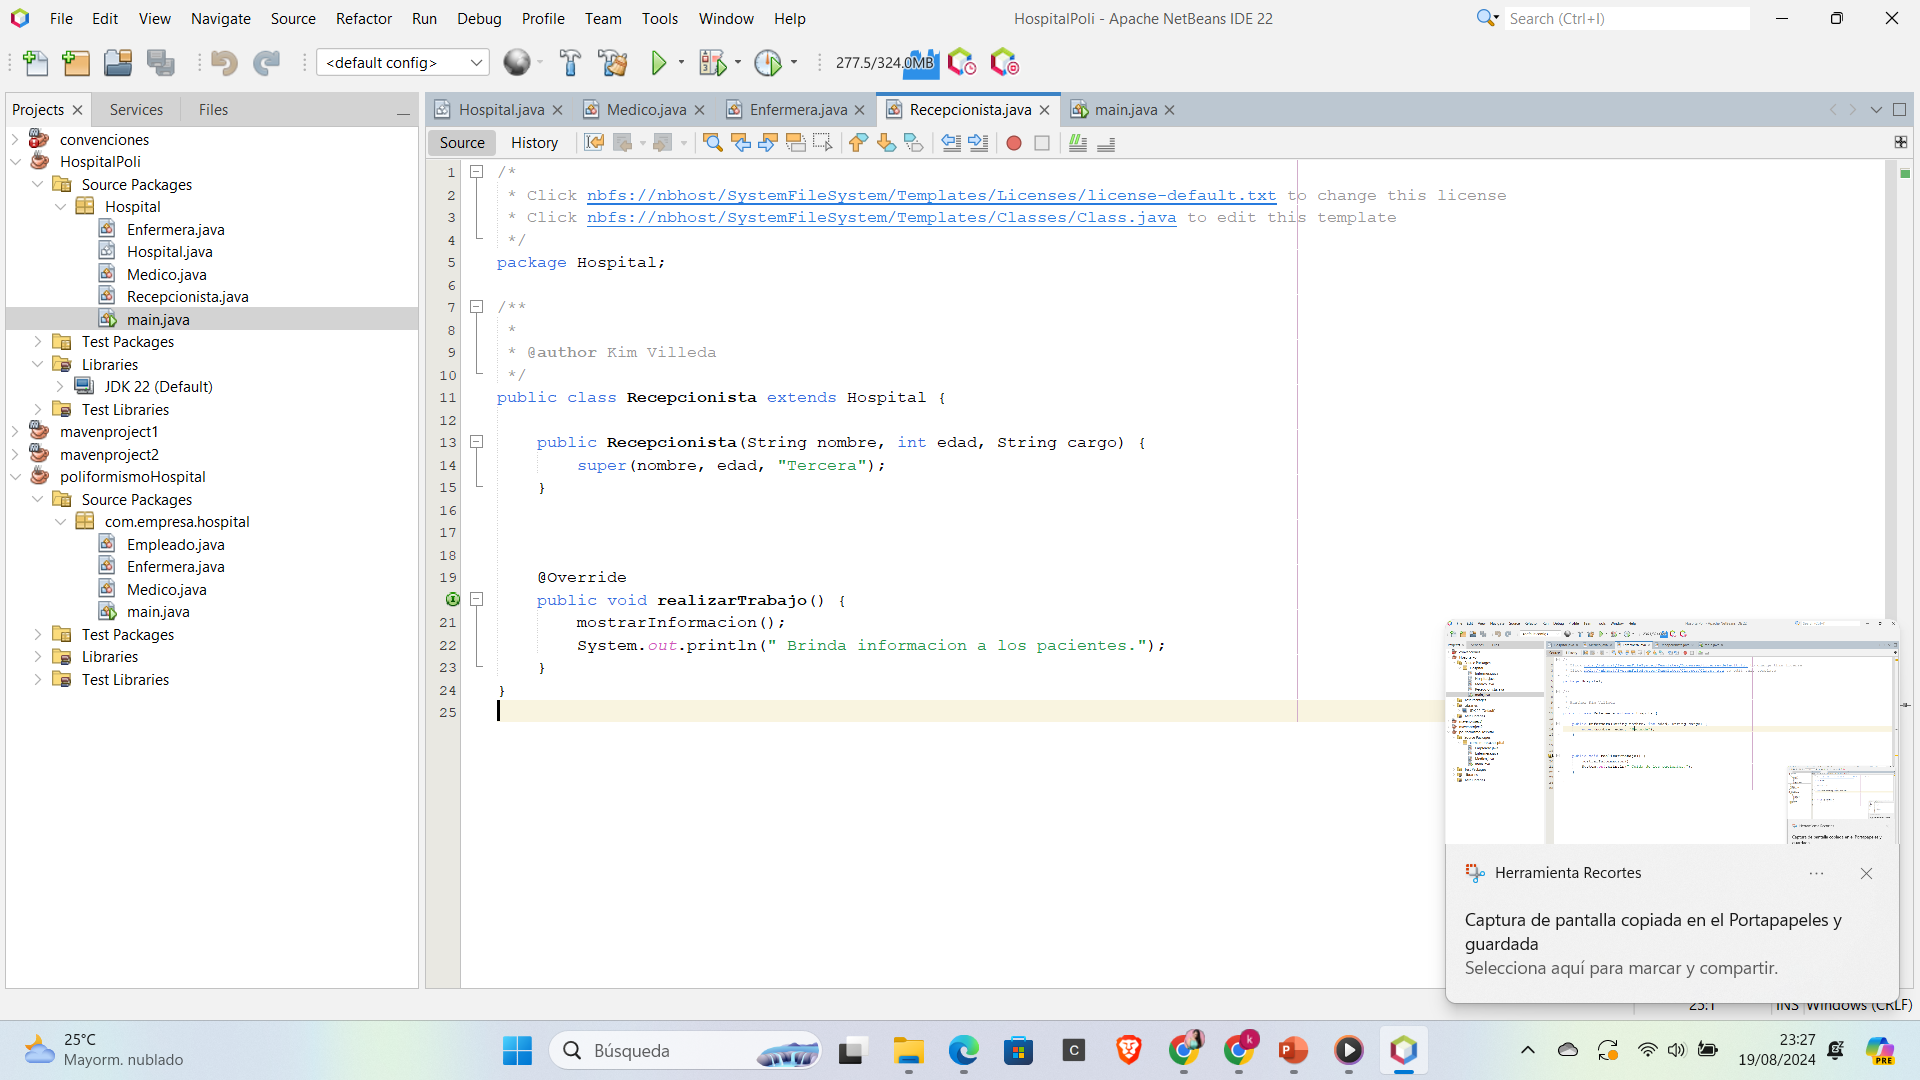 File Edit View Navigate Source Refactor Run Debug Profile Team Tools Window Help
HospitalPoli - Apache NetBeans IDE 22
Search (Ctrl+I)
<default config>
277.5/324.0MB
Projects Services Files
Hospital.java Medico.java Enfermera.java Recepcionista.java main.java
Source History
convenciones
HospitalPoli
Source Packages
Hospital
Enfermera.java
Hospital.java
Medico.java
Recepcionista.java
main.java
Test Packages
Libraries
JDK 22 (Default)
Test Libraries
mavenproject1
mavenproject2
poliformismoHospital
Source Packages
com.empresa.hospital
Empleado.java
Enfermera.java
Medico.java
main.java
Test Packages
Libraries
Test Libraries
1 /*
2 * Click nbfs://nbhost/SystemFileSystem/Templates/Licenses/license-default.txt to change this license
3 * Click nbfs://nbhost/SystemFileSystem/Templates/Classes/Class.java to edit this template
4 */
5 package Hospital;
6
7 /**
8 *
9 * @author Kim Villeda
10 */
11 public class Recepcionista extends Hospital {
12
13 public Recepcionista(String nombre, int edad, String cargo) {
14 super(nombre, edad, "Tercera");
15 }
16
17
18
19 @Override
public void realizarTrabajo() {
21 mostrarInformacion();
22 System.out.println(" Brinda informacion a los pacientes.");
23 }
24 }
25
Herramienta Recortes
Captura de pantalla copiada en el Portapapeles y
guardada
Selecciona aquí para marcar y compartir.
25:1 INS Windows (CRLF)
25°C
Mayorm. nublado
Búsqueda
23:27
19/08/2024